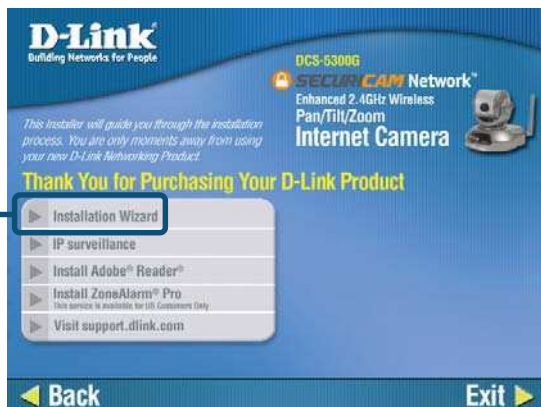 D-Link
Building Networks for People
DCS-5300G
SECURICAM Network™
Enhanced 2.4GHz Wireless
Pan/Tilt/Zoom
Internet Camera
This Installer will guide you through the installation
process. You are only moments away from using
your new D-Link Networking Product.
Thank You for Purchasing Your D-Link Product
Installation Wizard
IP surveillance
Install Adobe® Reader®
Install ZoneAlarm® Pro
This service is available for US Customers Only
Visit support.dlink.com
Back
Exit